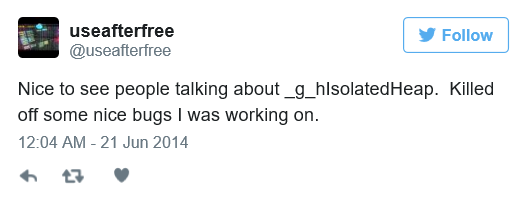 useafterfree
@useafterfree
Follow
Nice to see people talking about _g_hIsolatedHeap. Killed
off some nice bugs I was working on.
12:04 AM - 21 Jun 2014